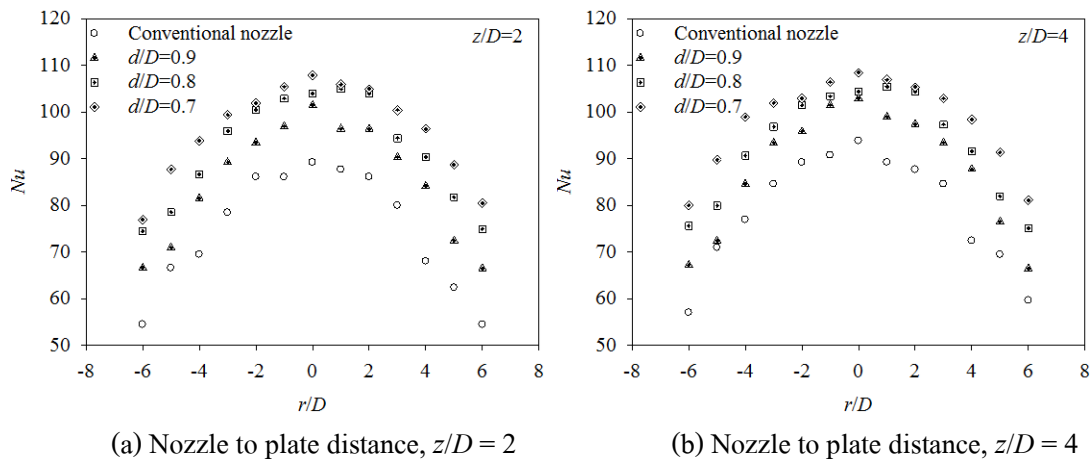 120
110
100
90
80
70
60
50
Nu
Conventional nozzle
d/D=0.9
d/D=0.8
d/D=0.7
z/D=2
-8 -6 -4 -2 0 2 4 6 8
r/D
(a) Nozzle to plate distance, z/D = 2
120
110
100
90
80
70
60
50
Nu
Conventional nozzle
d/D=0.9
d/D=0.8
d/D=0.7
z/D=4
-8 -6 -4 -2 0 2 4 6 8
r/D
(b) Nozzle to plate distance, z/D = 4